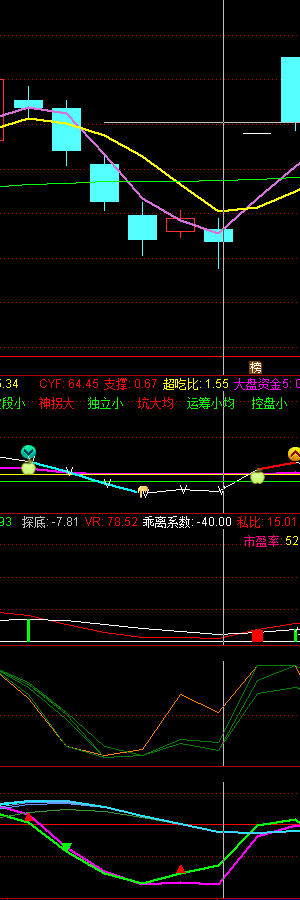 榜
5.34 CYF: 64.45 支撑: 0.67 超吃比: 1.55 大盘资金5: 0
段小 神拐大 独立小 坑大均 运筹小均 控盘小
93 探底: -7.81 VR: 78.52 乖离系数: -40.00 私比: 15.01
市盈率: 52